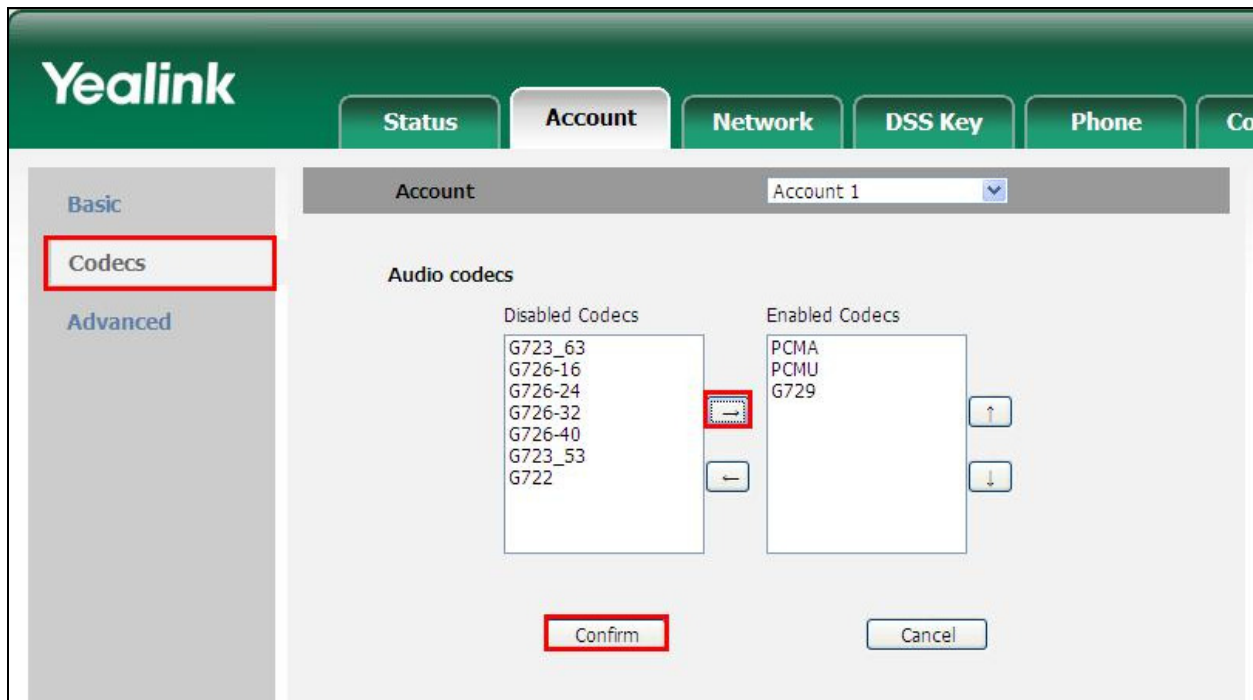 Yealink
Status Account Network DSS Key Phone Co
Basic
Codecs
Advanced
Account Account 1
Audio codecs
Disabled Codecs Enabled Codecs
G723_63
G726-16
G726-24
G726-32
G726-40
G723_53
G722
PCMA
PCMU
G729
→
←
↑
↓
Confirm Cancel